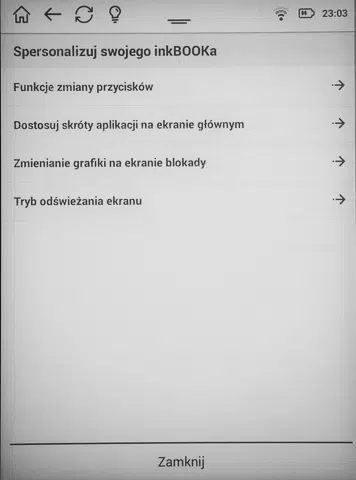 23:03
Spersonalizuj swojego inkBOOKa
Funkcje zmiany przycisków
Dostosuj skróty aplikacji na ekranie głównym
Zmienianie grafiki na ekranie blokady
Tryb odświeżania ekranu
Zamknij